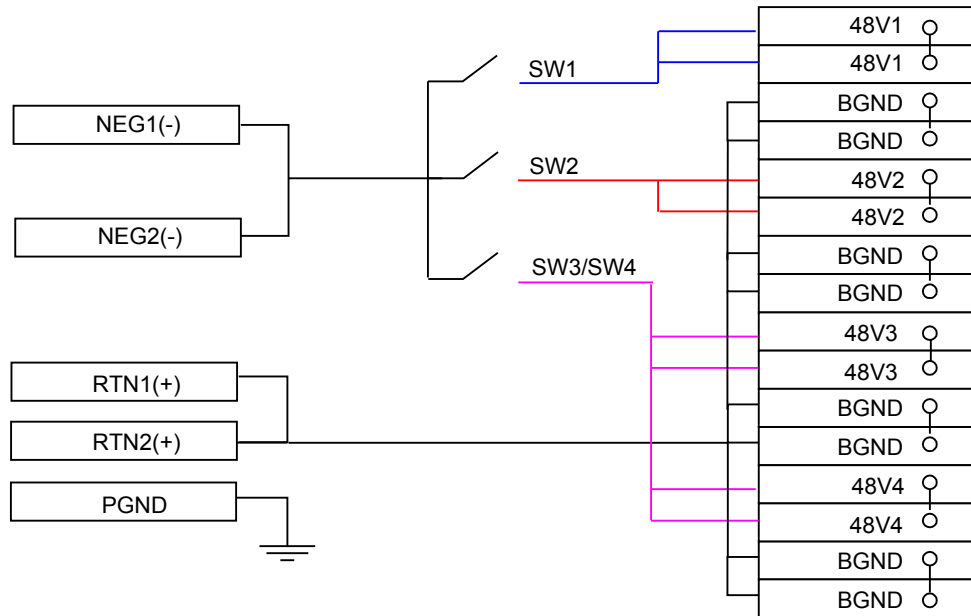 NEG1(-)
NEG2(-)
RTN1(+)
RTN2(+)
PGND
SW1
SW2
SW3/SW4
48V1
48V1
BGND
BGND
48V2
48V2
BGND
BGND
48V3
48V3
BGND
BGND
48V4
48V4
BGND
BGND